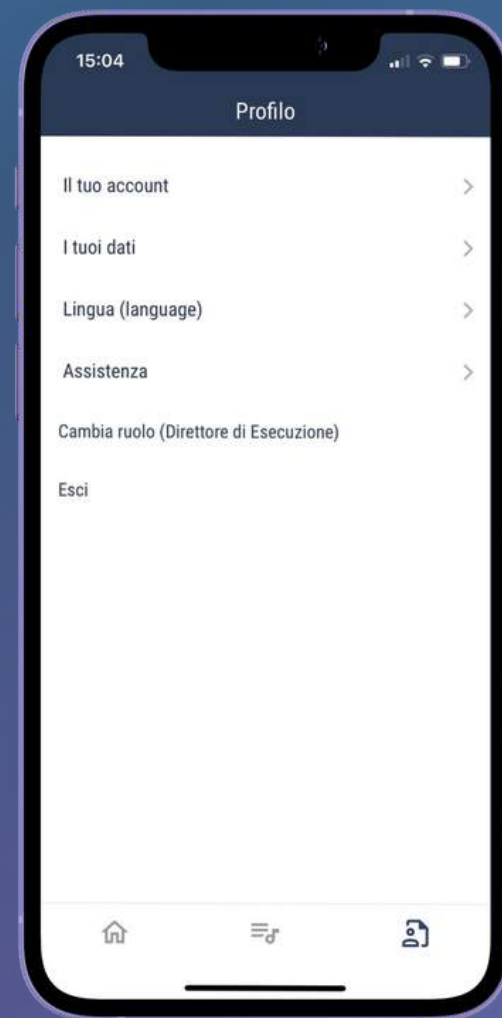 15:04
Profilo
Il tuo account
I tuoi dati
Lingua (language)
Assistenza
Cambia ruolo (Direttore di Esecuzione)
Esci